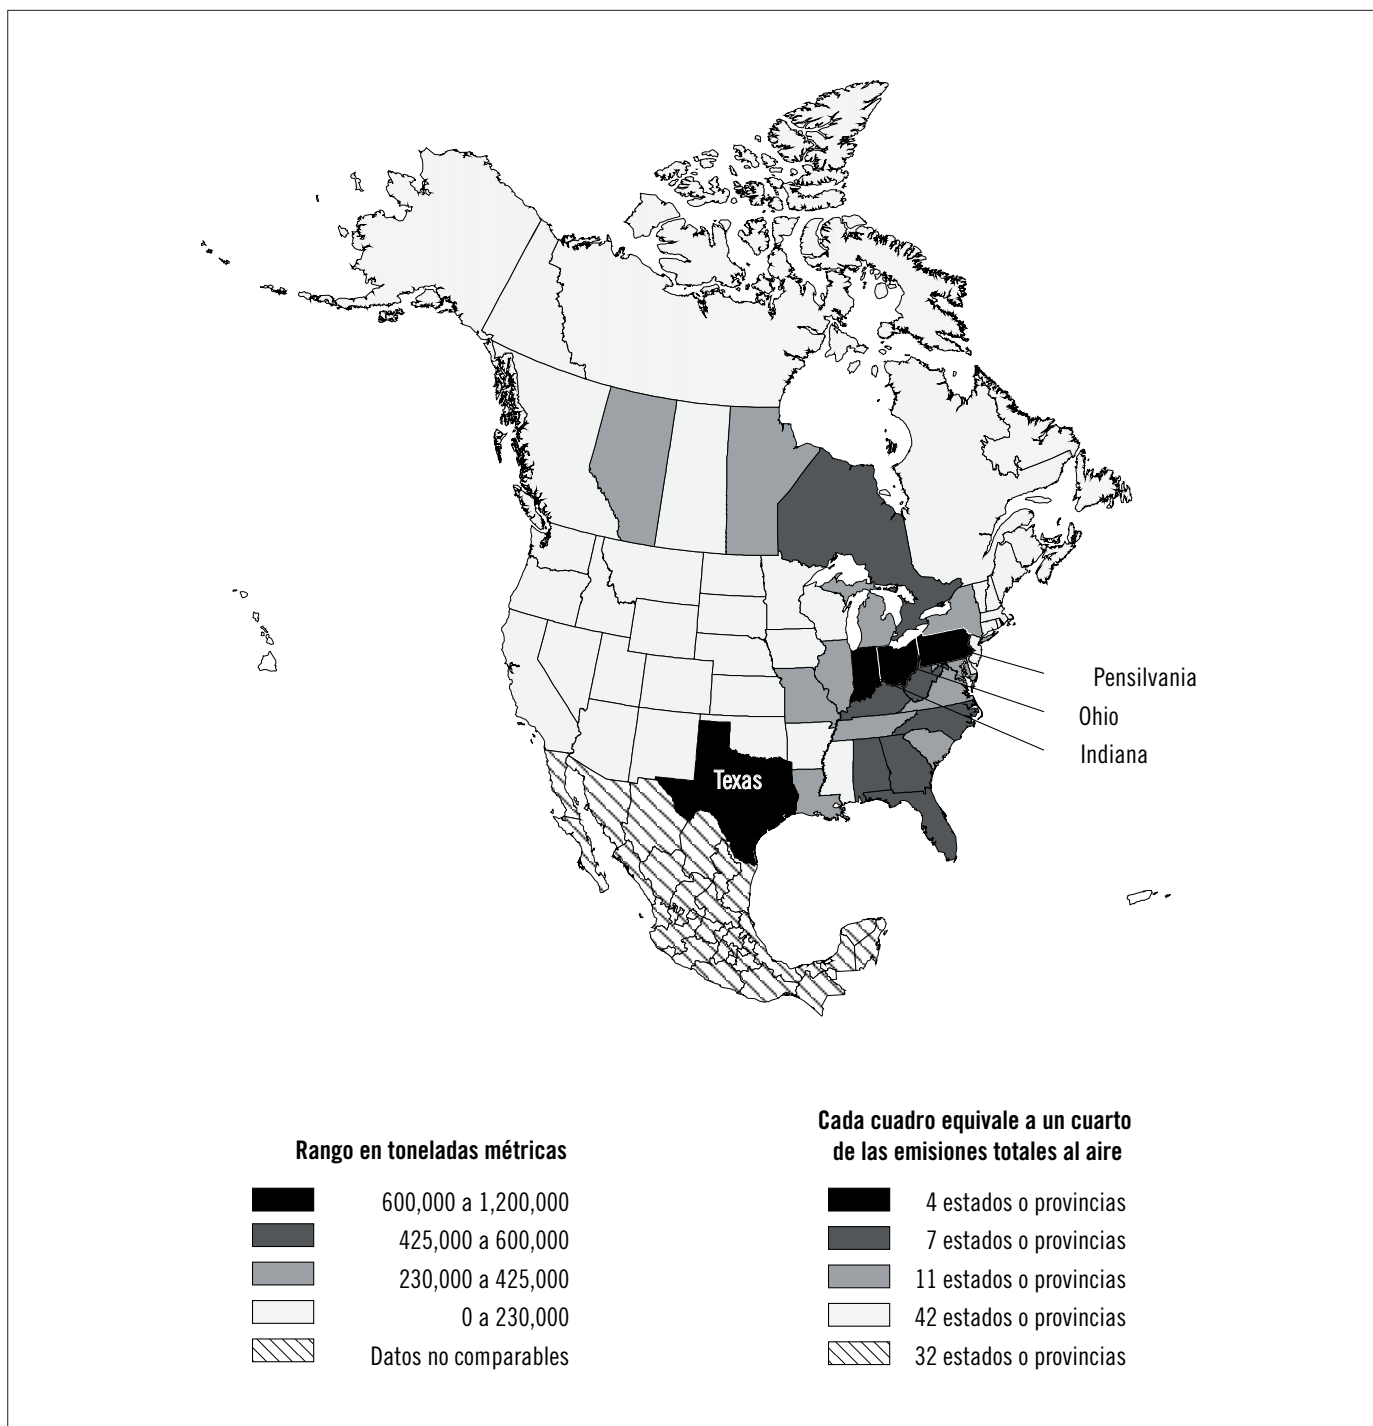 Texas
Pensilvania
Ohio
Indiana
Rango en toneladas métricas
600,000 a 1,200,000
425,000 a 600,000
230,000 a 425,000
0 a 230,000
Datos no comparables
Cada cuadro equivale a un cuarto
de las emisiones totales al aire
4 estados o provincias
7 estados o provincias
11 estados o provincias
42 estados o provincias
32 estados o provincias